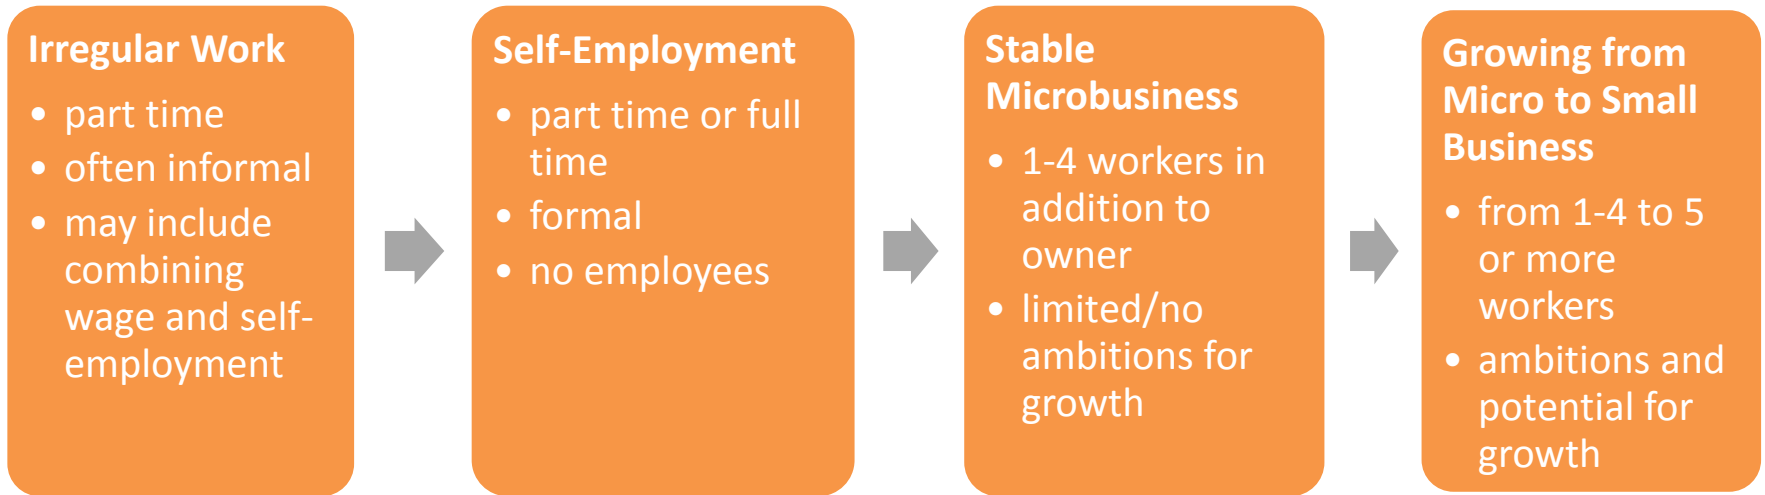 Irregular Work
• part time
• often informal
• may include
combining
wage and self-
employment
Self-Employment
• part time or full
time
• formal
• no employees
Stable
Microbusiness
• 1-4 workers in
addition to
owner
• limited/no
ambitions for
growth
Growing from
Micro to Small
Business
• from 1-4 to 5
or more
workers
• ambitions and
potential for
growth